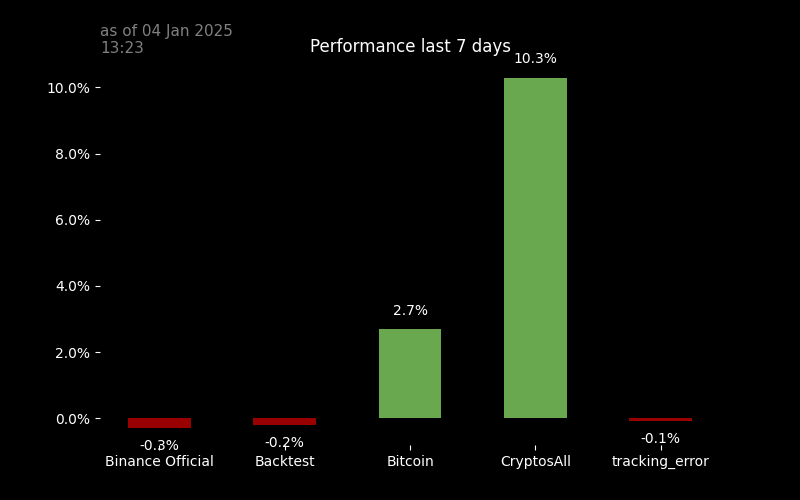 as of 04 Jan 2025
13:23
Performance last 7 days
10.3%
10.0%
8.0%
6.0%
4.0%
2.7%
2.0%
0.0%
-0.3%
-0.2%
-0.1%
Binance Official
Backtest
Bitcoin
CryptosAll
tracking_error